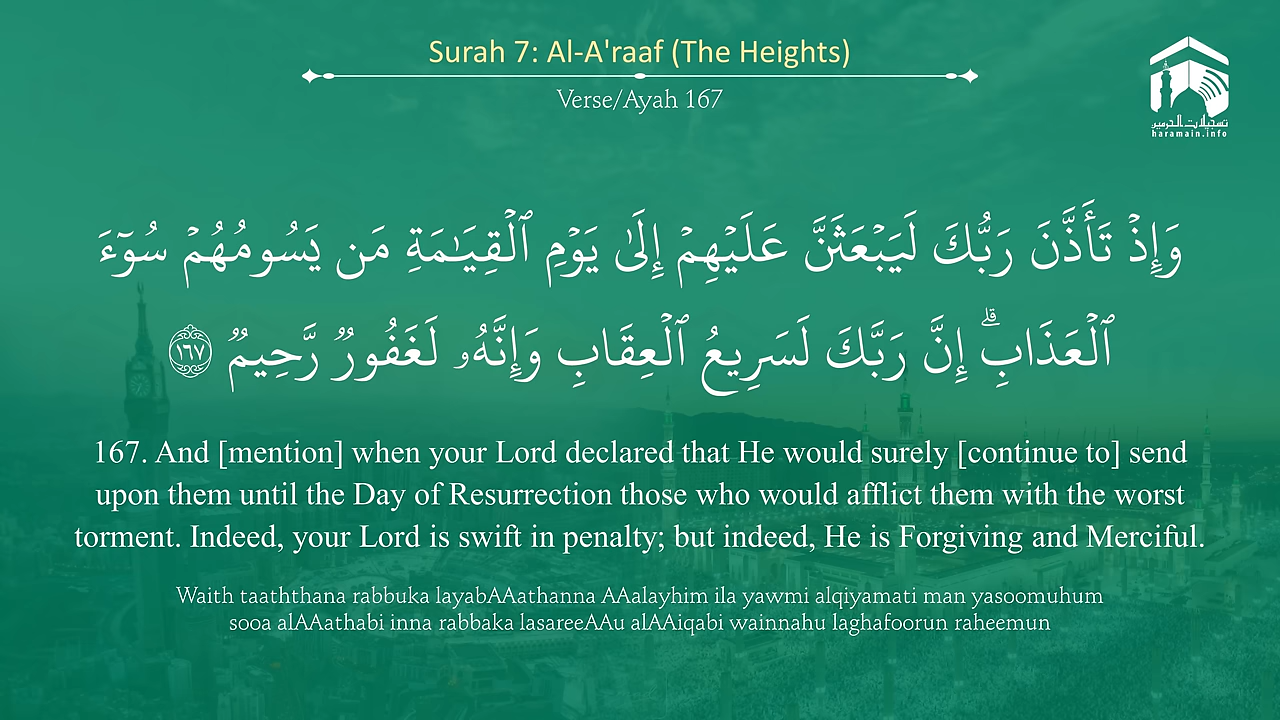 Surah 7: Al-A'raaf (The Heights)
Verse/Ayah 167
تسجيلات الحرمين
haramain.info
وَإِذۡ تَأَذَّنَ رَبُّكَ لَيَبۡعَثَنَّ عَلَيۡهِمۡ إِلَىٰ يَوۡمِ ٱلۡقِيَٰمَةِ مَن يَسُومُهُمۡ سُوٓءَ
ٱلۡعَذَابِۗ إِنَّ رَبَّكَ لَسَرِيعُ ٱلۡعِقَابِ وَإِنَّهُۥ لَغَفُورٞ رَّحِيمٞ ١٦٧
167. And [mention] when your Lord declared that He would surely [continue to] send
upon them until the Day of Resurrection those who would afflict them with the worst
torment. Indeed, your Lord is swift in penalty; but indeed, He is Forgiving and Merciful.
Waith taaththana rabbuka layabAAathanna AAalayhim ila yawmi alqiyamati man yasoomuhum
sooa alAAathabi inna rabbaka lasareeAAu alAAiqabi wainnahu laghafoorun raheemun